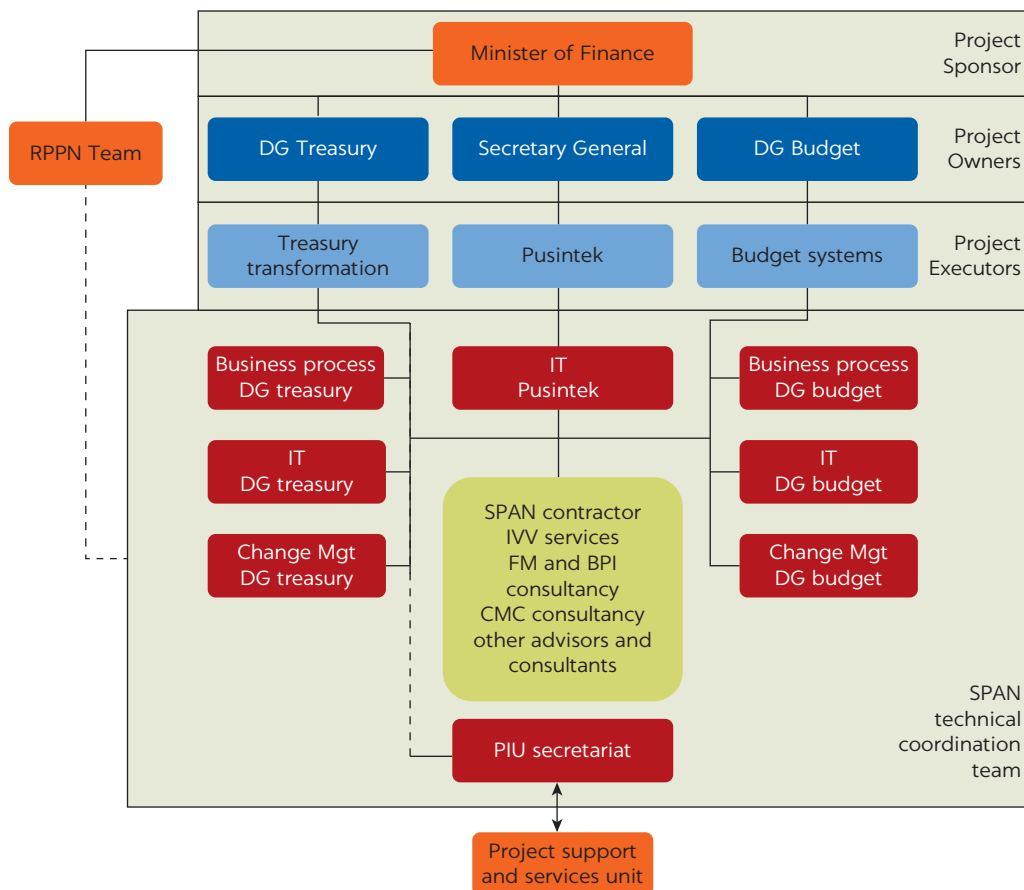 Project
Sponsor
Minister of Finance
RPPN Team
DG Treasury
Secretary General
DG Budget
Project
Owners
Treasury
transformation
Pusintek
Budget systems
Project
Executors
Business process
DG treasury
IT
Pusintek
Business process
DG budget
IT
DG treasury
IT
DG budget
Change Mgt
DG treasury
SPAN contractor
IVV services
FM and BPI
consultancy
CMC consultancy
other advisors and
consultants
Change Mgt
DG budget
PIU secretariat
SPAN
technical
coordination
team
Project support
and services unit